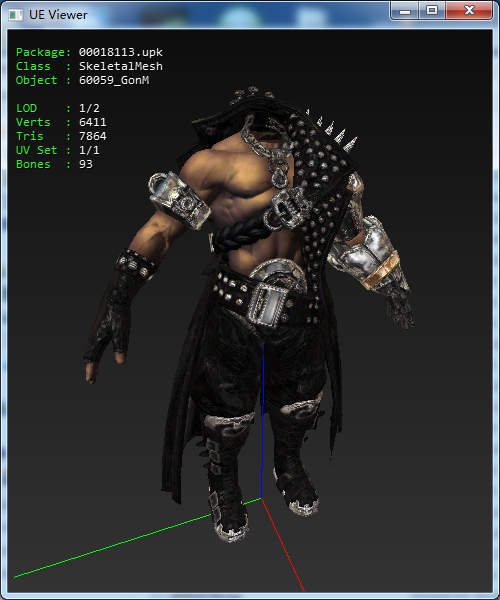 UE Viewer
Package: 00018113.upk
Class : SkeletalMesh
Object : 60059_GonM
LOD : 1/2
Verts : 6411
Tris : 7864
UV Set : 1/1
Bones : 93